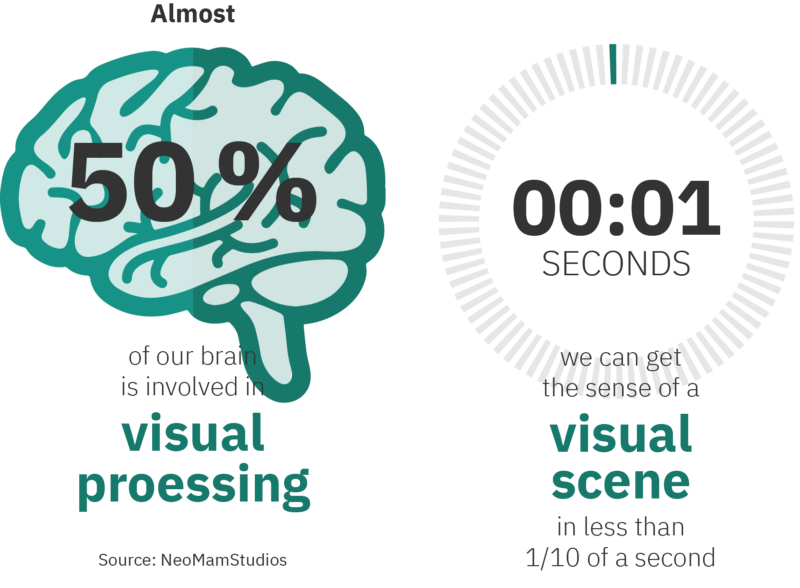 Almost
50 %
of our brain
is involved in
visual
proessing
Source: NeoMamStudios
00:01
SECONDS
we can get
the sense of a
visual
scene
in less than
1/10 of a second